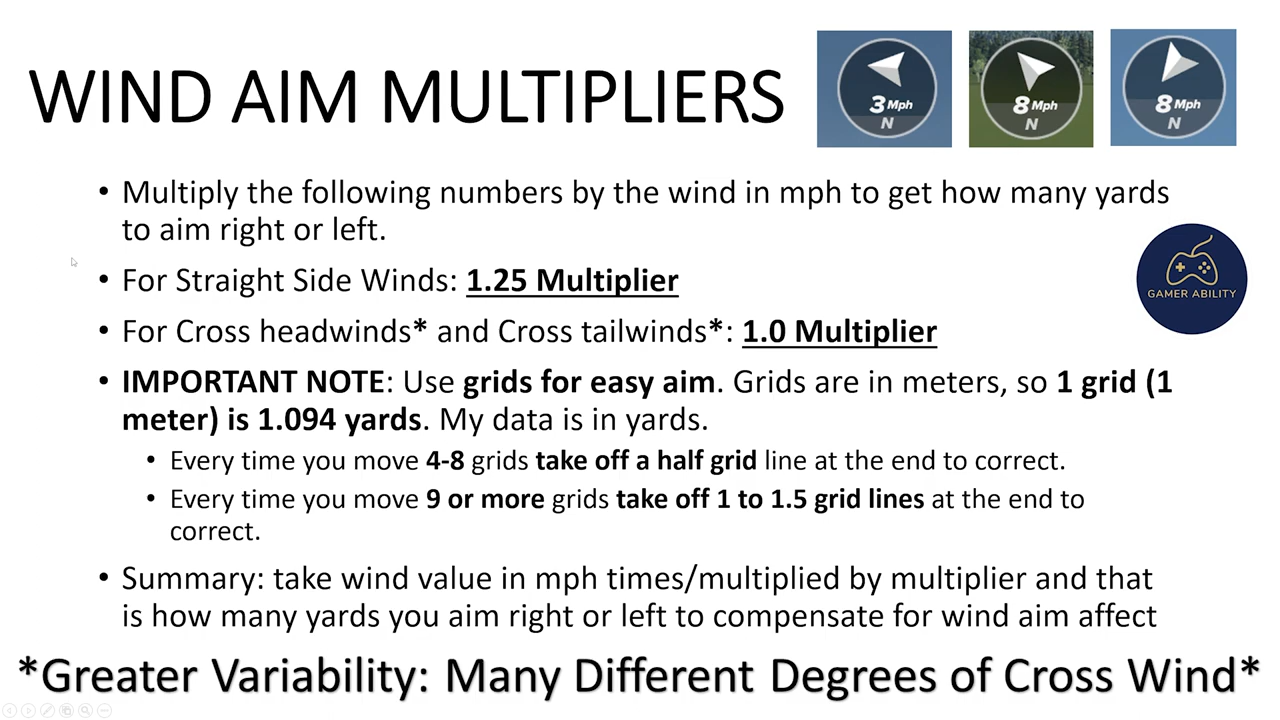 WIND AIM MULTIPLIERS
3 Mph
N
8 Mph
N
8 Mph
N
• Multiply the following numbers by the wind in mph to get how many yards
to aim right or left.
• For Straight Side Winds: 1.25 Multiplier
GAMER ABILITY
• For Cross headwinds* and Cross tailwinds*: 1.0 Multiplier
• IMPORTANT NOTE: Use grids for easy aim. Grids are in meters, so 1 grid (1
meter) is 1.094 yards. My data is in yards.
• Every time you move 4-8 grids take off a half grid line at the end to correct.
• Every time you move 9 or more grids take off 1 to 1.5 grid lines at the end to
correct.
• Summary: take wind value in mph times/multiplied by multiplier and that
is how many yards you aim right or left to compensate for wind aim affect
*Greater Variability: Many Different Degrees of Cross Wind*